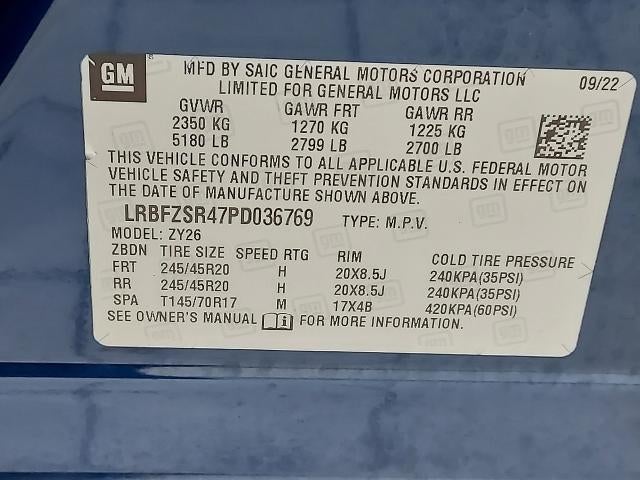 GM
MFD BY SAIC GENERAL MOTORS CORPORATION 09/22
LIMITED FOR GENERAL MOTORS LLC
GVWR GAWR FRT GAWR RR
2350 KG 1270 KG 1225 KG
5180 LB 2799 LB 2700 LB
THIS VEHICLE CONFORMS TO ALL APPLICABLE U.S. FEDERAL MOTOR
VEHICLE SAFETY AND THEFT PREVENTION STANDARDS IN EFFECT ON
THE DATE OF MANUFACTURE SHOWN ABOVE.
LRBFZSR47PD036769 TYPE: M.P.V.
MODEL: ZY26
ZBDN TIRE SIZE SPEED RTG RIM COLD TIRE PRESSURE
FRT 245/45R20 H 20X8.5J 240KPA(35PSI)
RR 245/45R20 H 20X8.5J 240KPA(35PSI)
SPA T145/70R17 M 17X4B 420KPA(60PSI)
SEE OWNER'S MANUAL i FOR MORE INFORMATION.